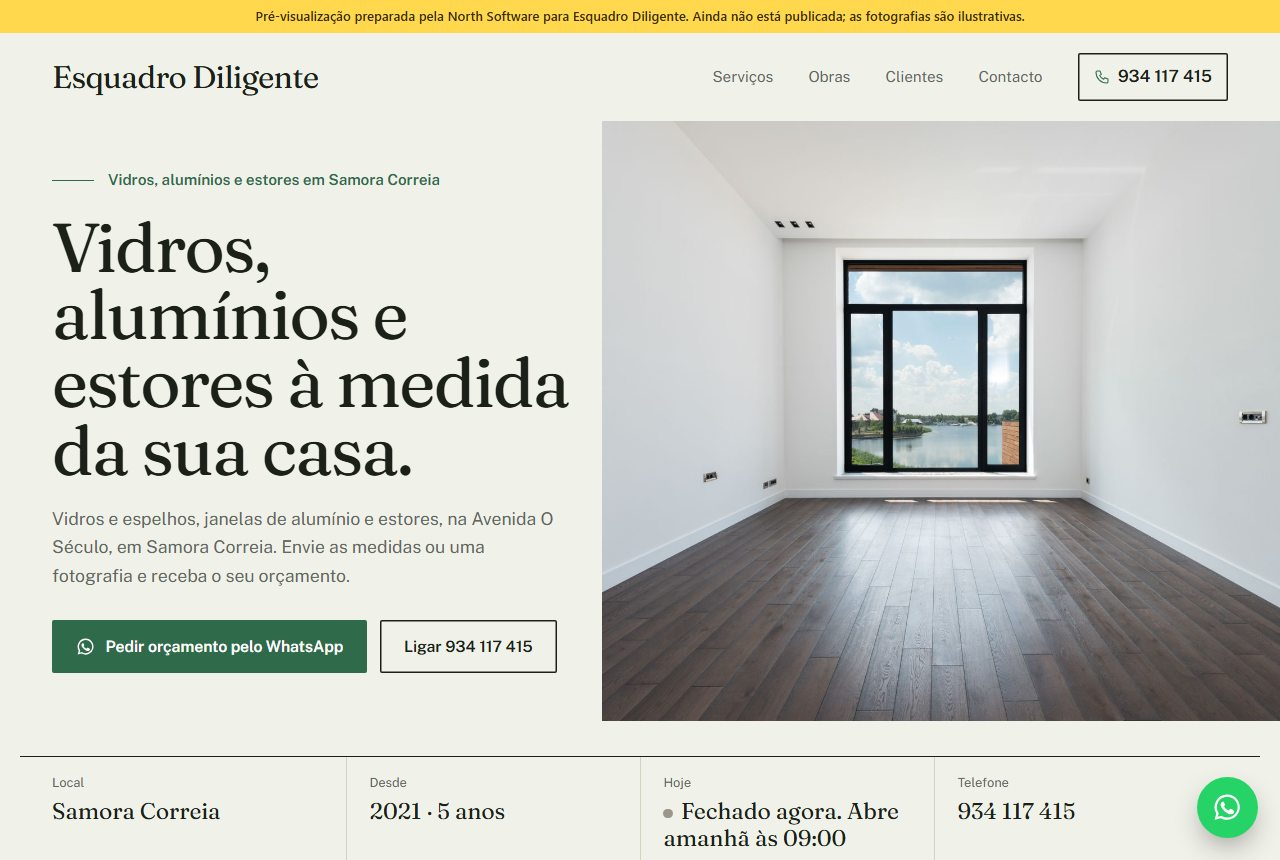 Pré-visualização preparada pela North Software para Esquadro Diligente. Ainda não está publicada; as fotografias são ilustrativas.
Esquadro Diligente
Serviços
Obras
Clientes
Contacto
934 117 415
Vidros, alumínios e estores em Samora Correia
Vidros,
alumínios e
estores à medida
da sua casa.
Vidros e espelhos, janelas de alumínio e estores, na Avenida O
Século, em Samora Correia. Envie as medidas ou uma
fotografia e receba o seu orçamento.
Pedir orçamento pelo WhatsApp
Ligar 934 117 415
Local
Samora Correia
Desde
2021 · 5 anos
Hoje
Fechado agora. Abre
amanhã às 09:00
Telefone
934 117 415